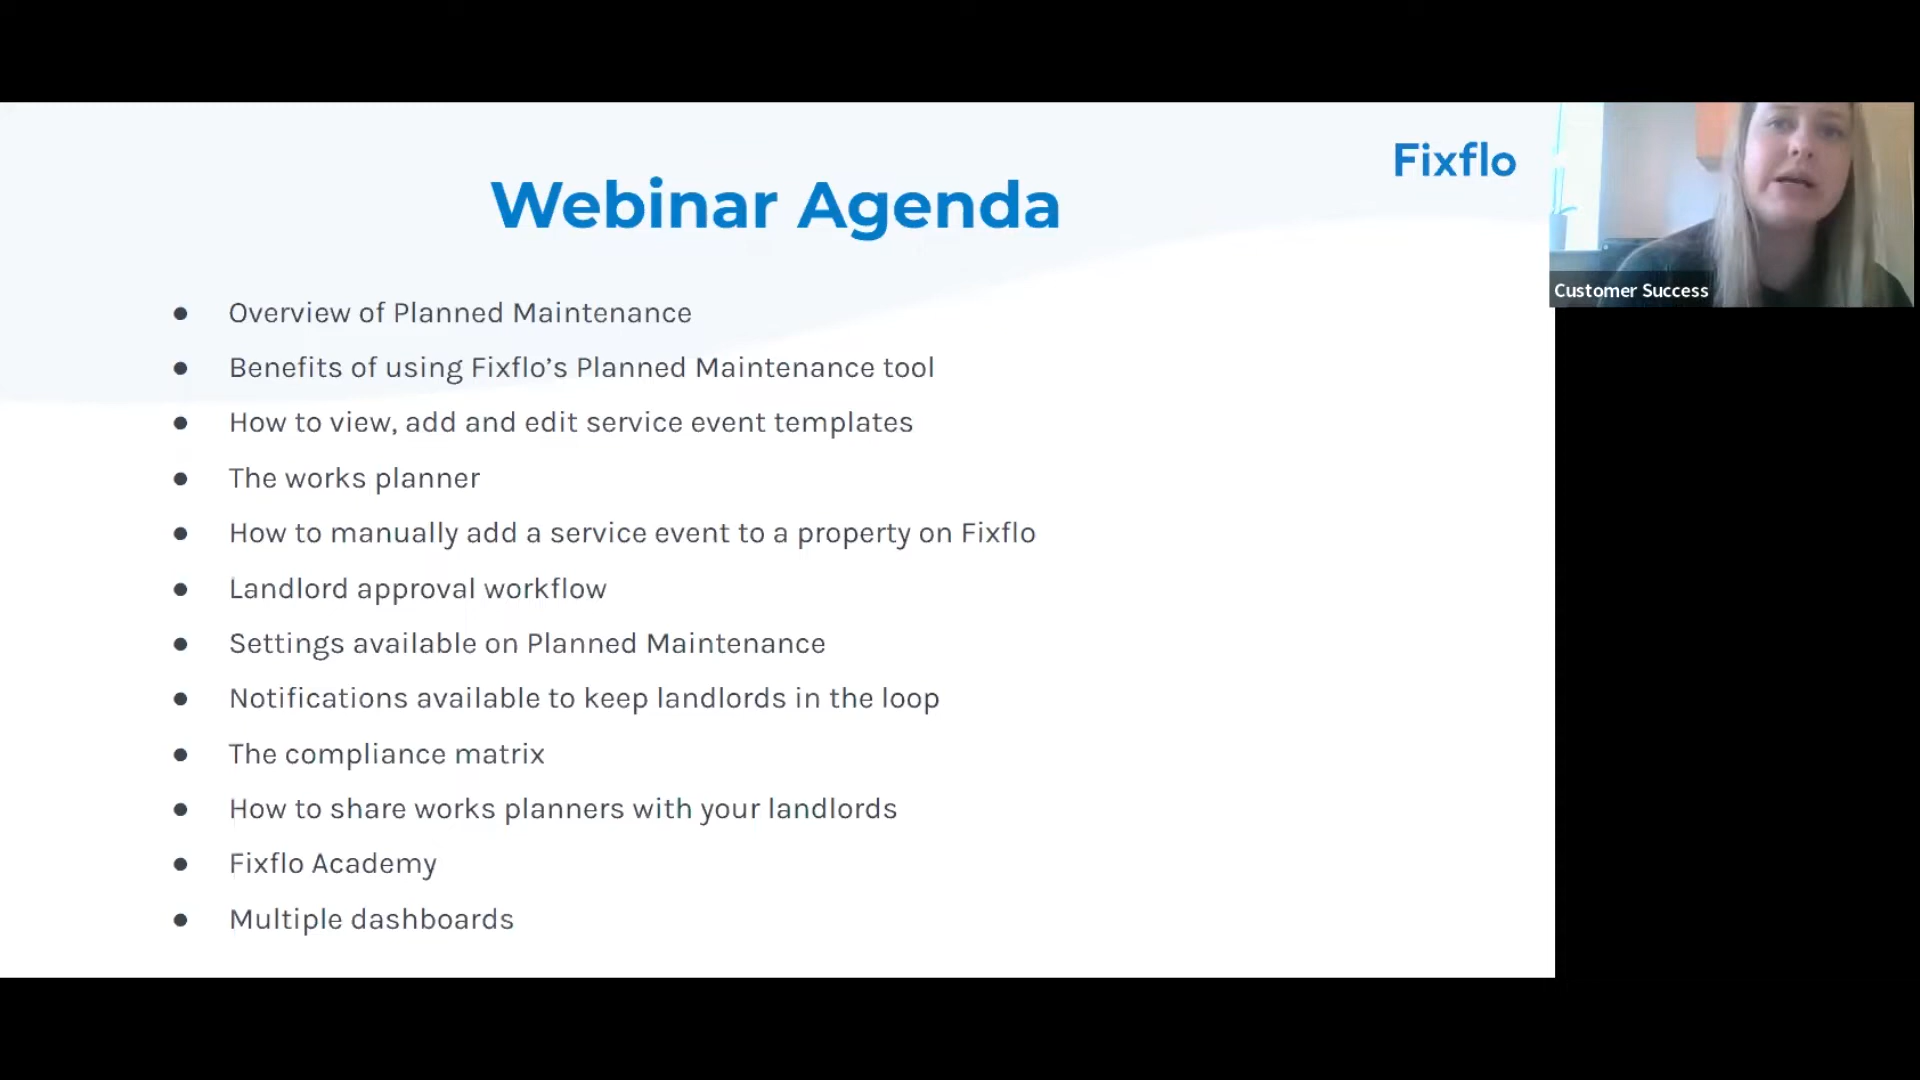 Fixflo
Webinar Agenda
Customer Success
● Overview of Planned Maintenance
● Benefits of using Fixflo’s Planned Maintenance tool
● How to view, add and edit service event templates
● The works planner
● How to manually add a service event to a property on Fixflo
● Landlord approval workflow
● Settings available on Planned Maintenance
● Notifications available to keep landlords in the loop
● The compliance matrix
● How to share works planners with your landlords
● Fixflo Academy
● Multiple dashboards